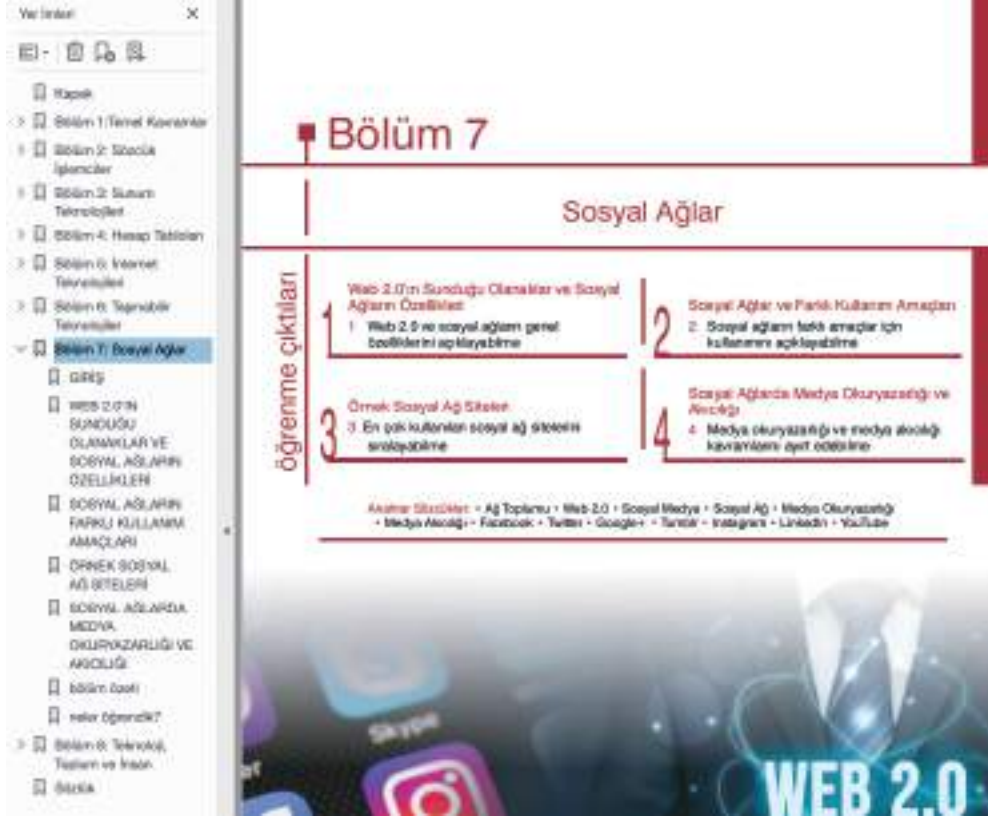 Yer İmleri
Kapak
Bölüm 1:Temel Kavramlar
Bölüm 2: Sözcük
İşlemciler
Bölüm 3: Sunum
Teknolojileri
Bölüm 4: Hesap Tabloları
Bölüm 5: İnternet
Teknolojileri
Bölüm 6: Taşınabilir
Teknolojiler
Bölüm 7: Sosyal Ağlar
GİRİŞ
WEB 2.0'IN
SUNDUĞU
OLANAKLAR VE
SOSYAL AĞLARIN
ÖZELLİKLERİ
SOSYAL AĞLARIN
FARKLI KULLANIM
AMAÇLARI
ÖRNEK SOSYAL
AĞ SİTELERİ
SOSYAL AĞLARDA
MEDYA
OKURYAZARLIĞI VE
AKICILIĞI
bölüm özeti
neler öğrendik?
Bölüm 8: Teknoloji,
Toplum ve İnsan
Sözlük
Bölüm 7
Sosyal Ağlar
öğrenme çıktıları
1
Web 2.0'ın Sunduğu Olanaklar ve Sosyal
Ağların Özellikleri
1 Web 2.0 ve sosyal ağların genel
özelliklerini açıklayabilme
2
Sosyal Ağlar ve Farklı Kullanım Amaçları
2 Sosyal ağların farklı amaçlar için
kullanımını açıklayabilme
3
Örnek Sosyal Ağ Siteleri
3 En çok kullanılan sosyal ağ sitelerini
sıralayabilme
4
Sosyal Ağlarda Medya Okuryazarlığı ve
Akıcılığı
4 Medya okuryazarlığı ve medya akıcılığı
kavramlarını ayırt edebilme
Anahtar Sözcükler: • Ağ Toplumu • Web 2.0 • Sosyal Medya • Sosyal Ağ • Medya Okuryazarlığı
• Medya Akıcılığı • Facebook • Twitter • Google+ • Tumblr • Instagram • LinkedIn • YouTube
Skype
WEB 2.0